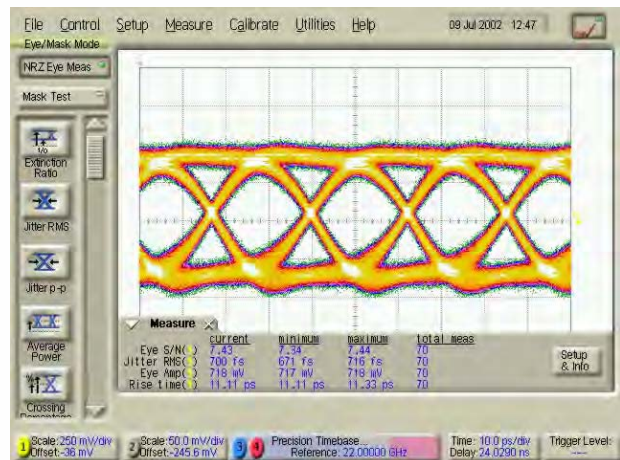 File Control Setup Measure Calibrate Utilities Help 09 Jul 2002 12:47
Eye/Mask Mode
NRZ Eye Meas
Mask Test
Extinction
Ratio
Jitter RMS
Jitter p-p
Average
Power
Crossing
Measure
current minimum maximum total meas
Eye S/N( ) 7.43 7.34 7.44 70
Jitter RMS( ) 700 fs 671 fs 716 fs 70
Eye Amp( ) 718 mV 717 mV 718 mV 70
Rise time( ) 11.11 ps 11.11 ps 11.33 ps 70
Setup
& Info
1 Scale:250 mV/div
Offset:-36 mV
2 Scale:50.0 mV/div
Offset:-245.6 mV
3 4
Precision Timebase...
Reference: 22.00000 GHz
Time: 10.0 ps/div
Delay:24.0290 ns
Trigger Level: